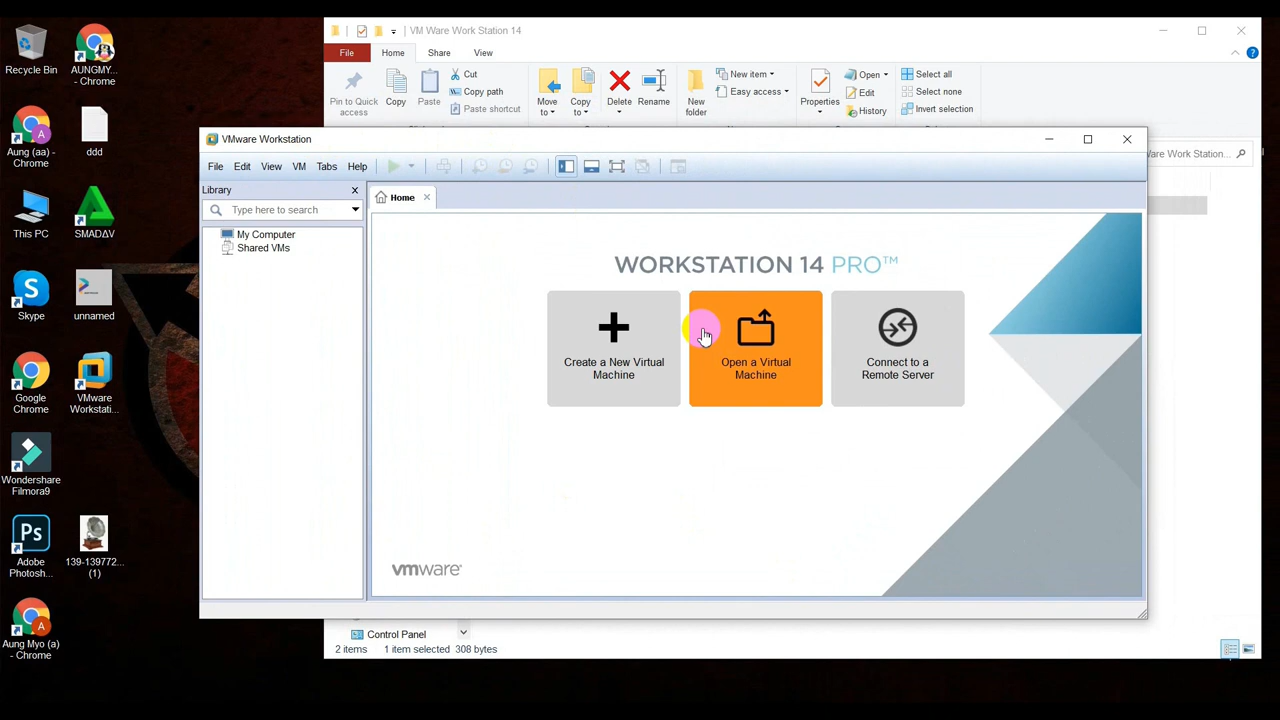 Recycle Bin
AUNGMY...
- Chrome
Aung (aa) -
Chrome
ddd
This PC
SMADΔV
Skype
unnamed
Google
Chrome
VMware
Workstati...
Wondershare
Filmora9
Ps
Adobe
Photosh...
139-139772...
(1)
Aung Myo (a)
- Chrome
VM Ware Work Station 14
File
Home
Share
View
Pin to Quick
access
Copy
Paste
Cut
Copy path
Paste shortcut
Move
to
Copy
to
Delete
Rename
New
folder
New item
Easy access
Properties
Open
Edit
History
Select all
Select none
Invert selection
Ware Work Station...
VMware Workstation
File Edit View VM Tabs Help
Library
Type here to search
My Computer
Shared VMs
Home
WORKSTATION 14 PRO™
Create a New Virtual
Machine
Open a Virtual
Machine
Connect to a
Remote Server
vmware®
Control Panel
2 items 1 item selected 308 bytes